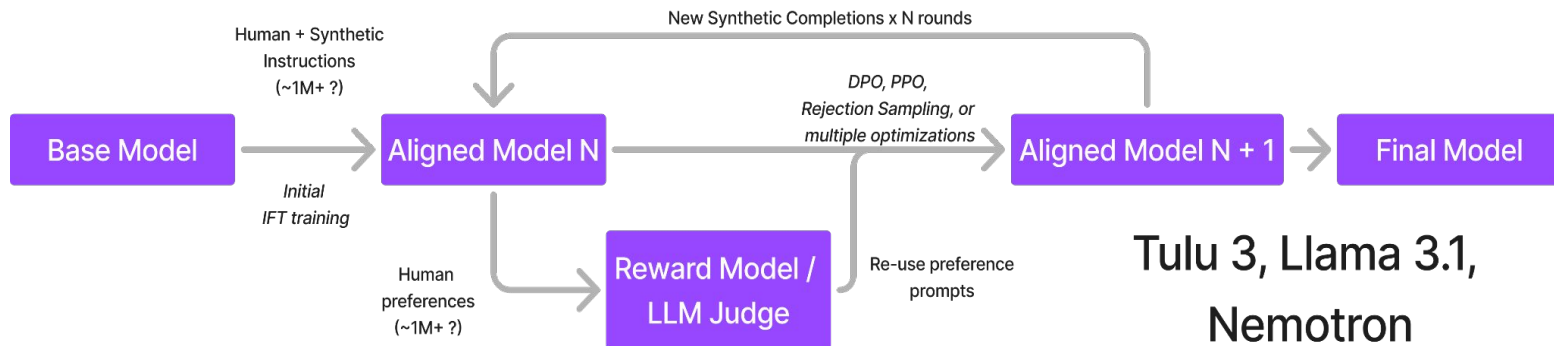 New Synthetic Completions x N rounds
Human + Synthetic
Instructions
(~1M+ ?)
DPO, PPO,
Rejection Sampling, or
multiple optimizations
Base Model
Aligned Model N
Aligned Model N + 1
Final Model
Initial
IFT training
Human
preferences
(~1M+ ?)
Reward Model /
LLM Judge
Re-use preference
prompts
Tulu 3, Llama 3.1,
Nemotron